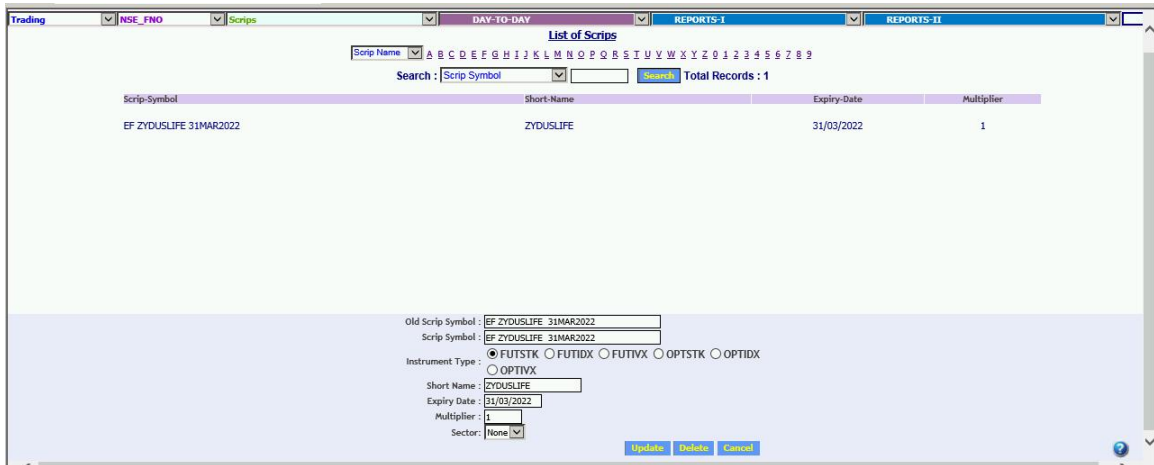 Trading NSE_FNO Scrips DAY-TO-DAY REPORTS-I REPORTS-II
List of Scrips
Scrip Name A B C D E F G H I J K L M N O P Q R S T U V W X Y Z 0 1 2 3 4 5 6 7 8 9
Search : Scrip Symbol Search Total Records : 1
Scrip-Symbol Short-Name Expiry-Date Multiplier
EF ZYDUSLIFE 31MAR2022 ZYDUSLIFE 31/03/2022 1
Old Scrip Symbol : EF ZYDUSLIFE 31MAR2022
Scrip Symbol : EF ZYDUSLIFE 31MAR2022
Instrument Type : FUTSTK FUTIDX FUTIVX OPTSTK OPTIDX
OPTIVX
Short Name : ZYDUSLIFE
Expiry Date : 31/03/2022
Multiplier : 1
Sector: None
Update Delete Cancel
?